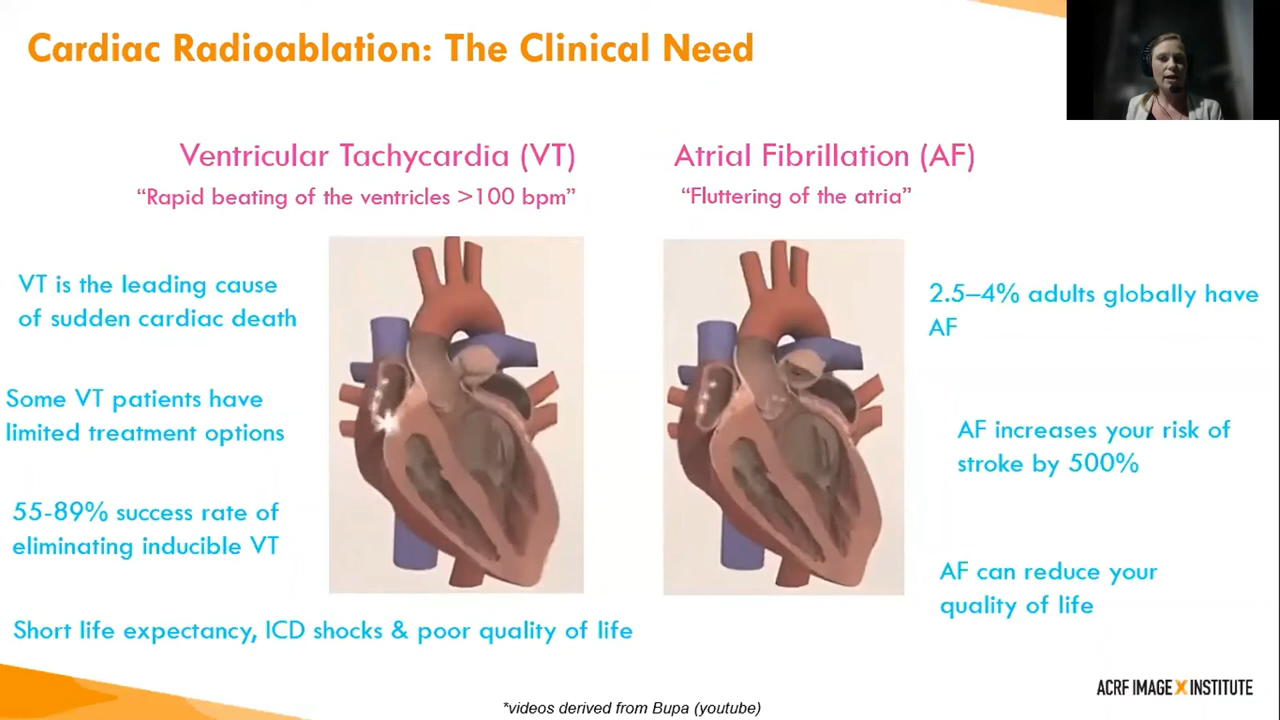 Cardiac Radioablation: The Clinical Need
Ventricular Tachycardia (VT)
“Rapid beating of the ventricles >100 bpm”
VT is the leading cause
of sudden cardiac death
Some VT patients have
limited treatment options
55-89% success rate of
eliminating inducible VT
Short life expectancy, ICD shocks & poor quality of life
Atrial Fibrillation (AF)
“Fluttering of the atria”
2.5–4% adults globally have
AF
AF increases your risk of
stroke by 500%
AF can reduce your
quality of life
*videos derived from Bupa (youtube)
ACRF IMAGE X INSTITUTE